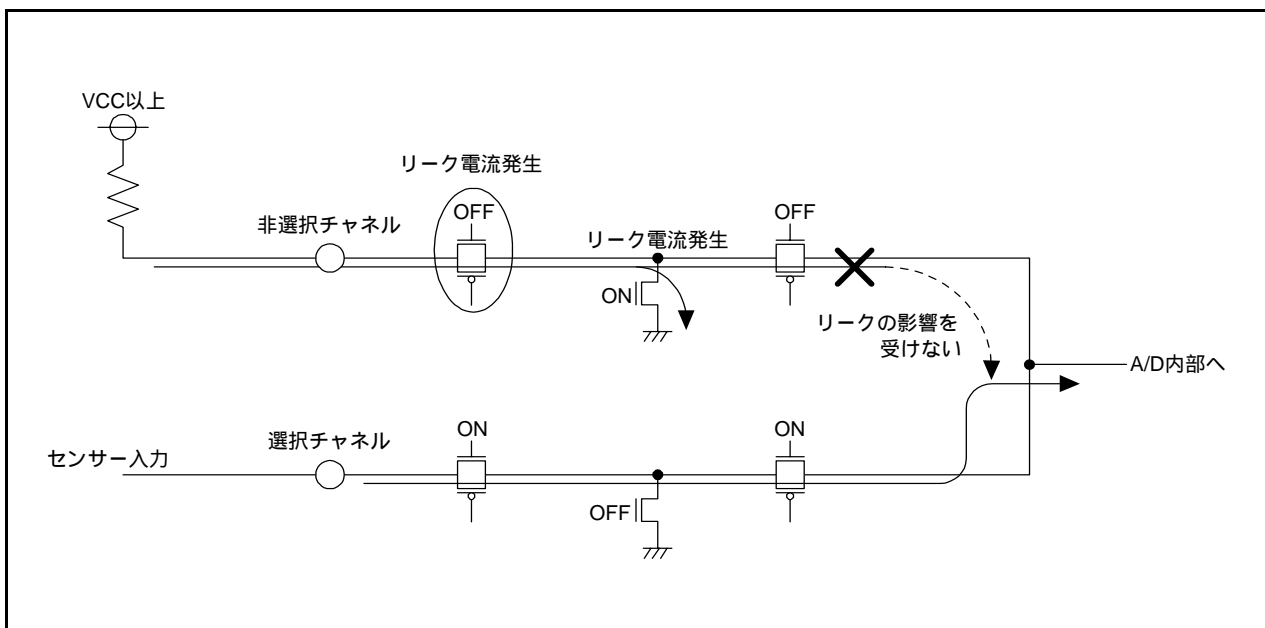 VCC以上
リーク電流発生
OFF
OFF
非選択チャネル
リーク電流発生
ON
リークの影響を
受けない
A/D内部へ
選択チャネル
ON
ON
センサー入力
OFF